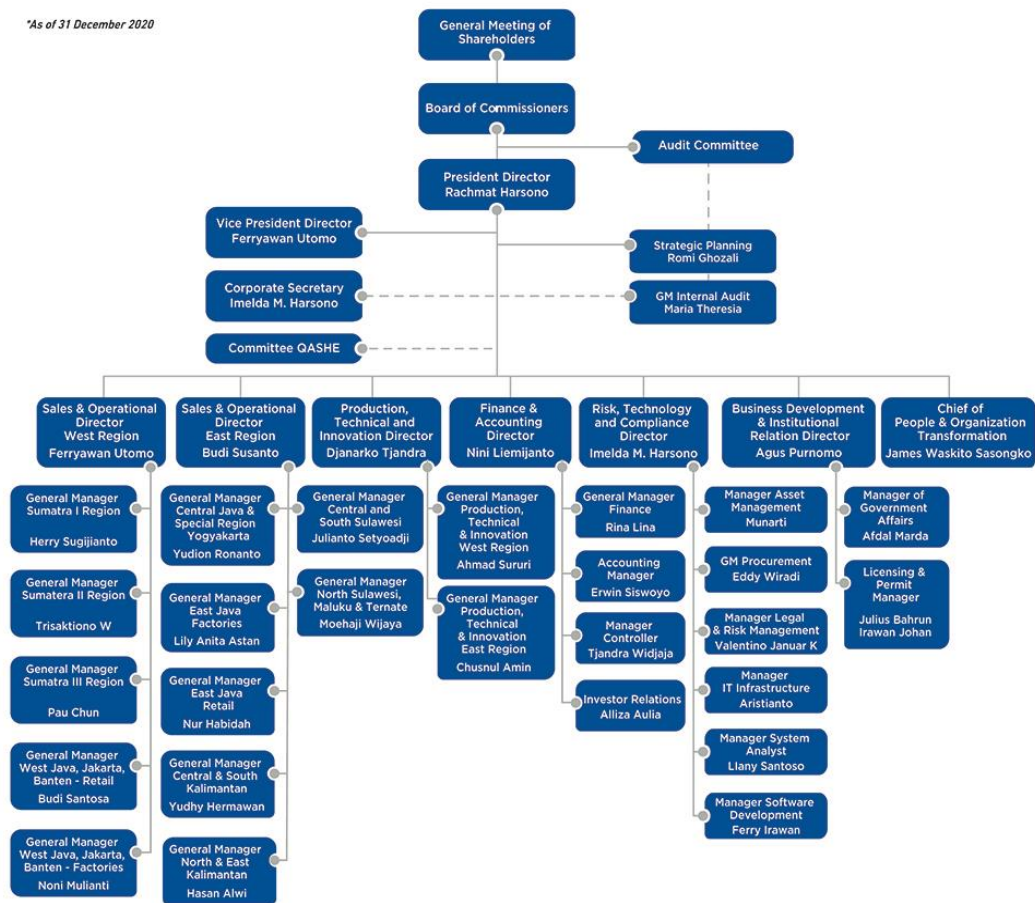 *As of 31 December 2020
General Meeting of
Shareholders
Board of Commissioners
Audit Committee
President Director
Rachmat Harsono
Vice President Director
Ferryawan Utomo
Strategic Planning
Romi Ghozali
Corporate Secretary
Imelda M. Harsono
GM Internal Audit
Maria Theresia
Committee QASHE
Sales & Operational
Director
West Region
Ferryawan Utomo
Sales & Operational
Director
East Region
Budi Susanto
Production,
Technical and
Innovation Director
Djanarko Tjandra
Finance &
Accounting
Director
Nini Liemijanto
Risk, Technology
and Compliance
Director
Imelda M. Harsono
Business Development
& Institutional
Relation Director
Agus Purnomo
Chief of
People & Organization
Transformation
James Waskito Sasongko
General Manager
Sumatra I Region
Herry Sugijianto
General Manager
Sumatera II Region
Trisaktiono W
General Manager
Sumatra III Region
Pau Chun
General Manager
West Java, Jakarta,
Banten - Retail
Budi Santosa
General Manager
West Java, Jakarta,
Banten - Factories
Noni Mulianti
General Manager
Central Java &
Special Region
Yogyakarta
Yudion Ronanto
General Manager
East Java
Factories
Lily Anita Astan
General Manager
East Java
Retail
Nur Habidah
General Manager
Central & South
Kalimantan
Yudhy Hermawan
General Manager
North & East
Kalimantan
Hasan Alwi
General Manager
Central and
South Sulawesi
Julianto Setyoadji
General Manager
North Sulawesi,
Maluku & Ternate
Moehaji Wijaya
General Manager
Production,
Technical
& Innovation
West Region
Ahmad Sururi
General Manager
Production,
Technical
& Innovation
East Region
Chusnul Amin
General Manager
Finance
Rina Lina
Accounting
Manager
Erwin Siswoyo
Manager
Controller
Tjandra Widjaja
Investor Relations
Alliza Aulia
Manager Asset
Management
Munarti
GM Procurement
Eddy Wiradi
Manager Legal
& Risk Management
Valentino Januar K
Manager
IT Infrastructure
Aristianto
Manager System
Analyst
Llany Santoso
Manager Software
Development
Ferry Irawan
Manager of
Government
Affairs
Afdal Marda
Licensing &
Permit
Manager
Julius Bahrun
Irawan Johan